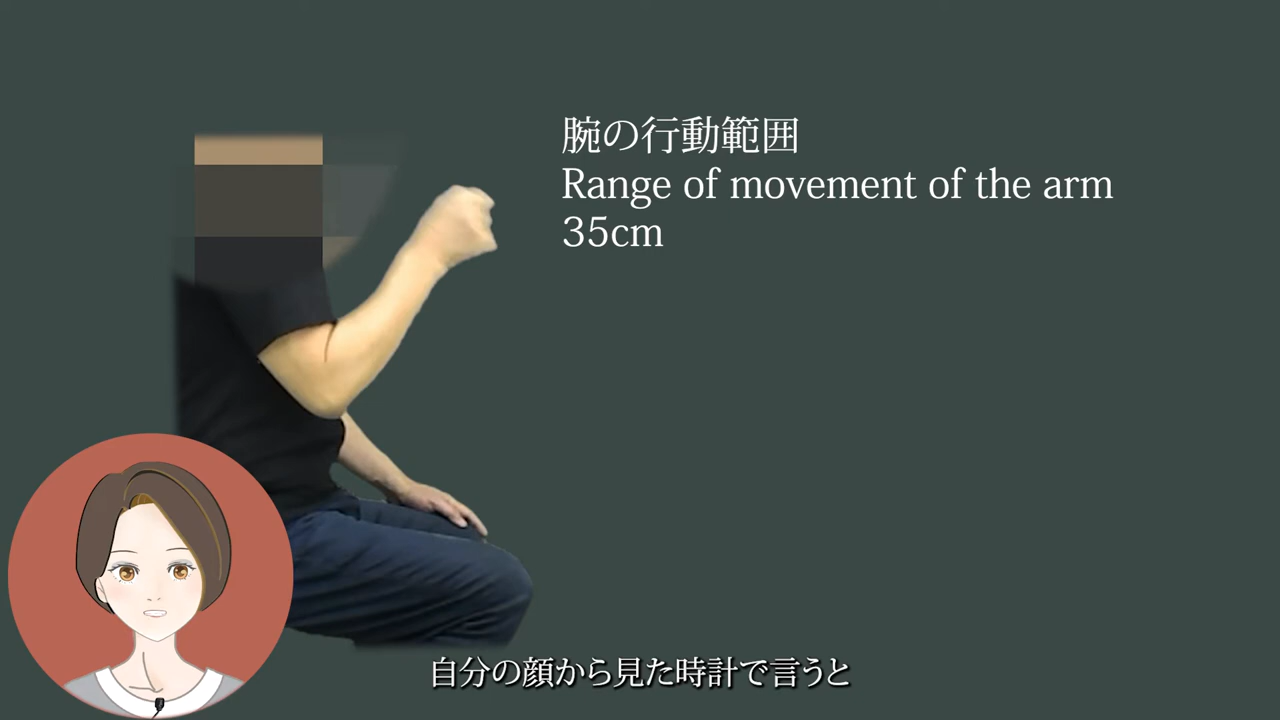 腕の行動範囲
Range of movement of the arm
35cm
自分の顔から見た時計で言うと